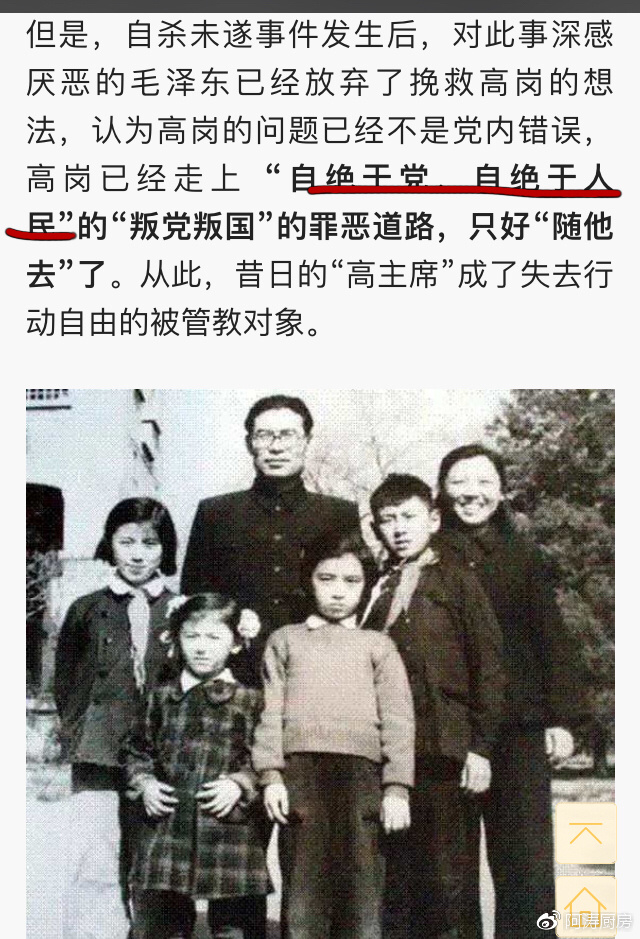 但是，自杀未遂事件发生后，对此事深感
厌恶的毛泽东已经放弃了挽救高岗的想
法，认为高岗的问题已经不是党内错误，
高岗已经走上“自绝于党、自绝于人
民”的“叛党叛国”的罪恶道路，只好“随他
去”了。从此，昔日的“高主席”成了失去行
动自由的被管教对象。
@阿寿厨房